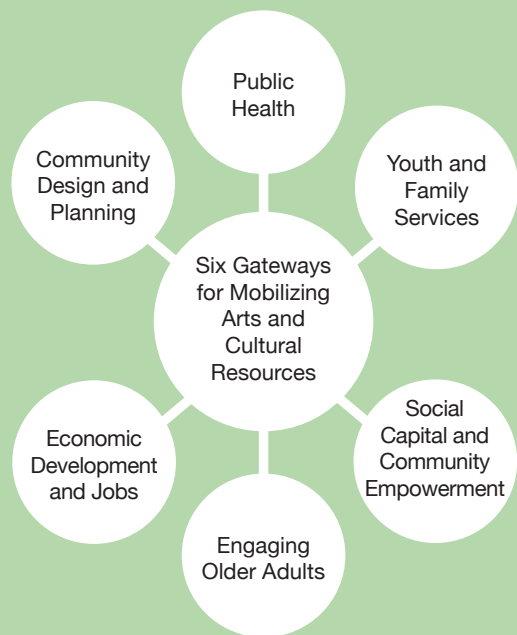 Public
Health
Community
Design and
Planning
Youth and
Family
Services
Six Gateways
for Mobilizing
Arts and
Cultural
Resources
Economic
Development
and Jobs
Social
Capital and
Community
Empowerment
Engaging
Older Adults